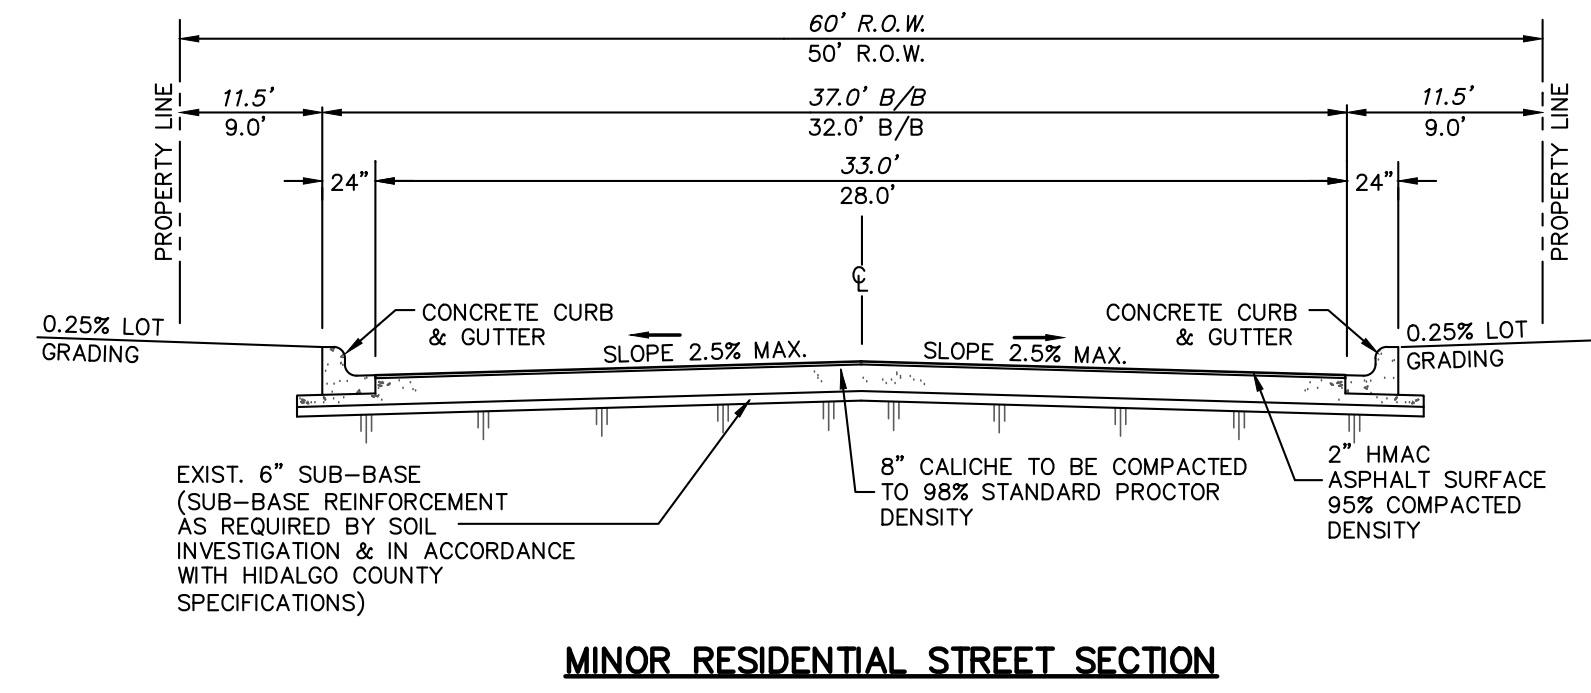 60' R.O.W.
50' R.O.W.
PROPERTY LINE
11.5'
9.0'
37.0' B/B
32.0' B/B
11.5'
9.0'
PROPERTY LINE
24"
33.0'
28.0'
24"
℄
0.25% LOT
GRADING
CONCRETE CURB
& GUTTER
SLOPE 2.5% MAX.
SLOPE 2.5% MAX.
CONCRETE CURB
& GUTTER
0.25% LOT
GRADING
EXIST. 6" SUB-BASE
(SUB-BASE REINFORCEMENT
AS REQUIRED BY SOIL
INVESTIGATION & IN ACCORDANCE
WITH HIDALGO COUNTY
SPECIFICATIONS)
8" CALICHE TO BE COMPACTED
TO 98% STANDARD PROCTOR
DENSITY
2" HMAC
ASPHALT SURFACE
95% COMPACTED
DENSITY
MINOR RESIDENTIAL STREET SECTION